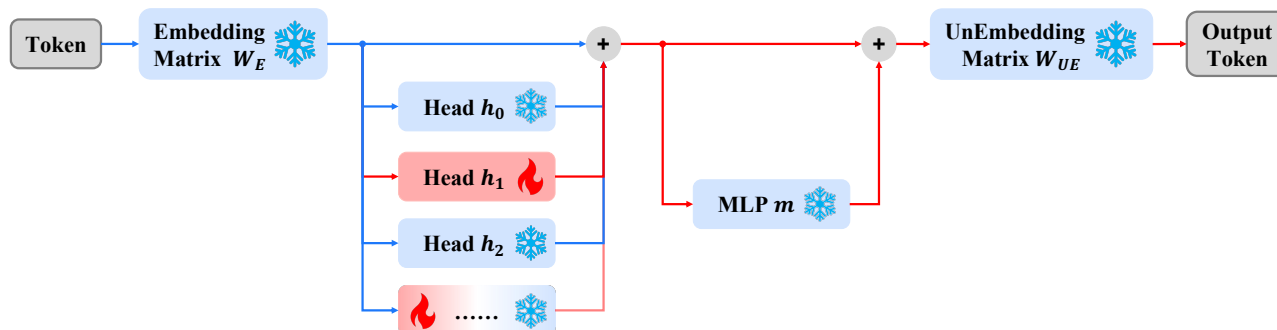 Token
Embedding
Matrix W_E
+
+
UnEmbedding
Matrix W_UE
Output
Token
Head h_0
Head h_1
MLP m
Head h_2
......